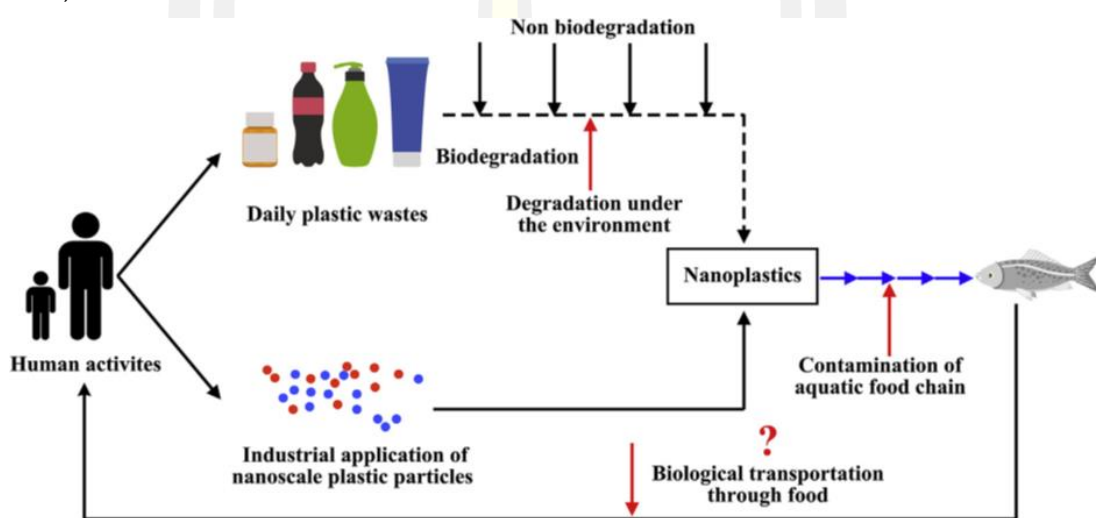 Non biodegradation
Biodegradation
Daily plastic wastes
Degradation under
the environment
Nanoplastics
Human activites
Contamination of
aquatic food chain
Industrial application of
nanoscale plastic particles
?
Biological transportation
through food